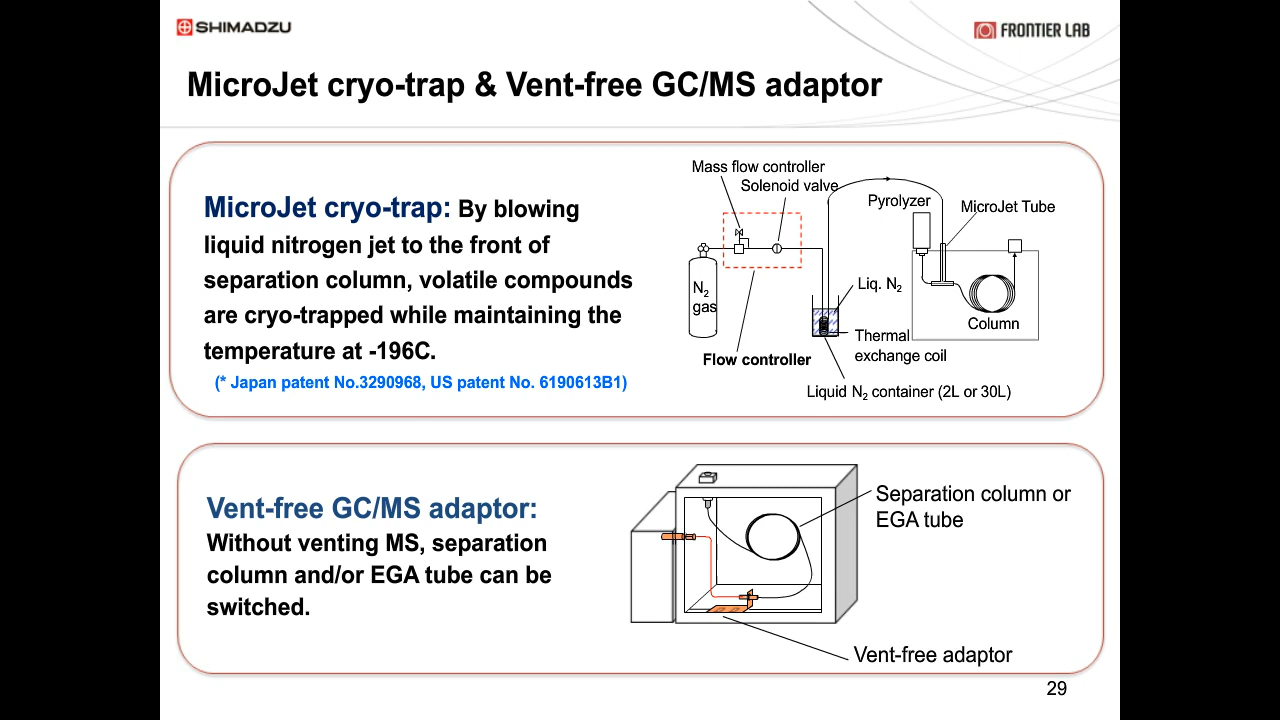 SHIMADZU
FRONTIER LAB
MicroJet cryo-trap & Vent-free GC/MS adaptor
MicroJet cryo-trap: By blowing
liquid nitrogen jet to the front of
separation column, volatile compounds
are cryo-trapped while maintaining the
temperature at -196C.
(* Japan patent No.3290968, US patent No. 6190613B1)
Mass flow controller
Solenoid valve
Pyrolyzer
MicroJet Tube
N₂
gas
Liq. N₂
Column
Thermal
exchange coil
Flow controller
Liquid N₂ container (2L or 30L)
Vent-free GC/MS adaptor:
Without venting MS, separation
column and/or EGA tube can be
switched.
Separation column or
EGA tube
Vent-free adaptor
29